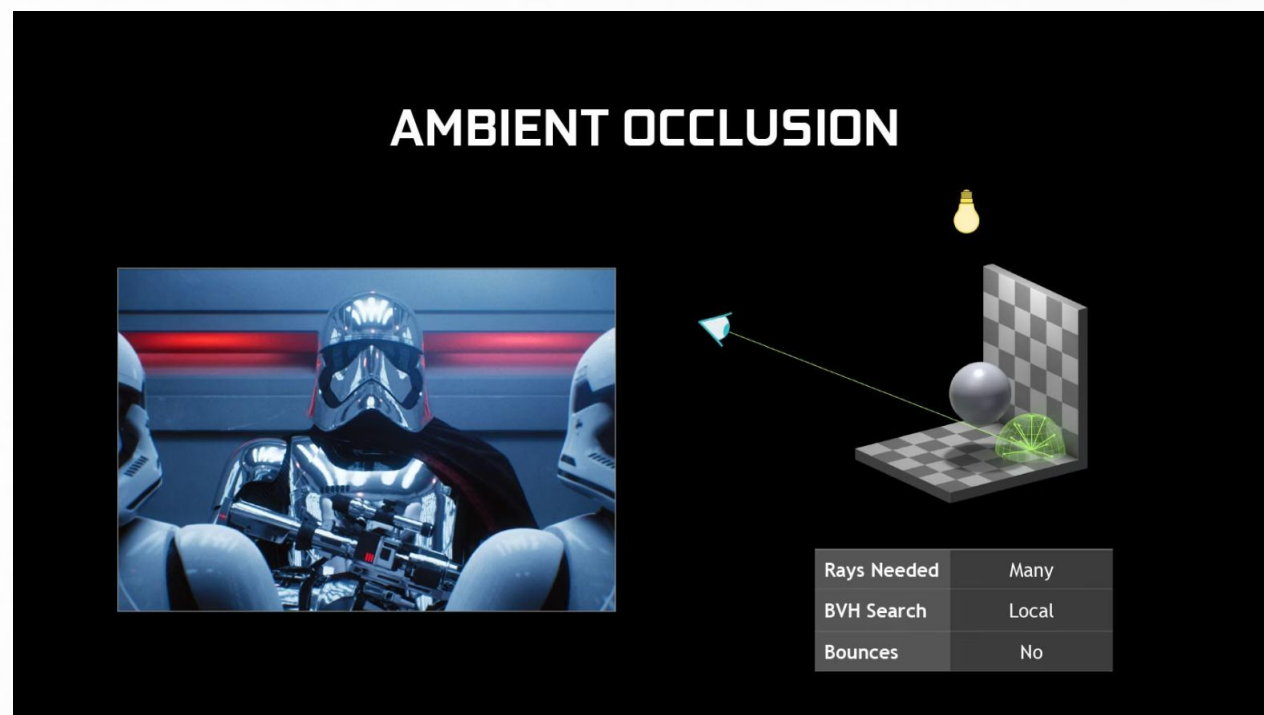 AMBIENT OCCLUSION
Rays Needed Many
BVH Search Local
Bounces No